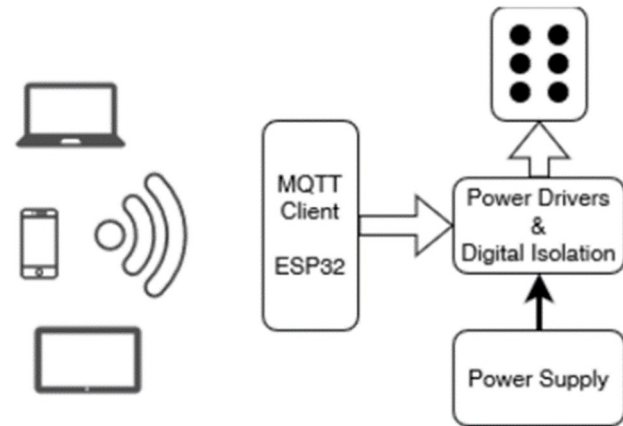 MQTT
Client
ESP32
Power Drivers
&
Digital Isolation
Power Supply